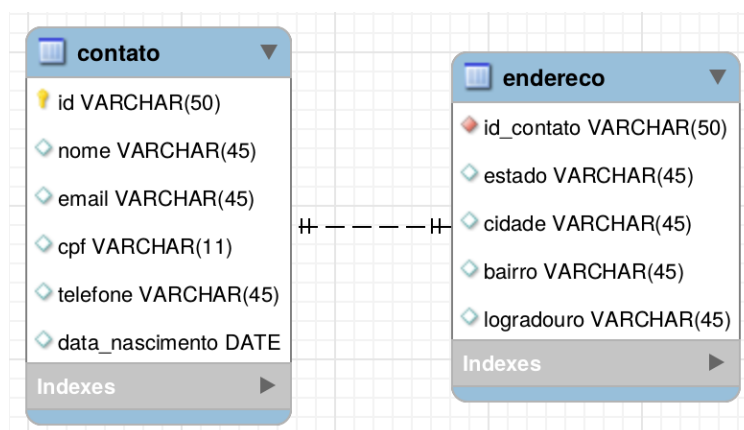 contato
id VARCHAR(50)
nome VARCHAR(45)
email VARCHAR(45)
cpf VARCHAR(11)
telefone VARCHAR(45)
data_nascimento DATE
Indexes
endereco
id_contato VARCHAR(50)
estado VARCHAR(45)
cidade VARCHAR(45)
bairro VARCHAR(45)
logradouro VARCHAR(45)
Indexes